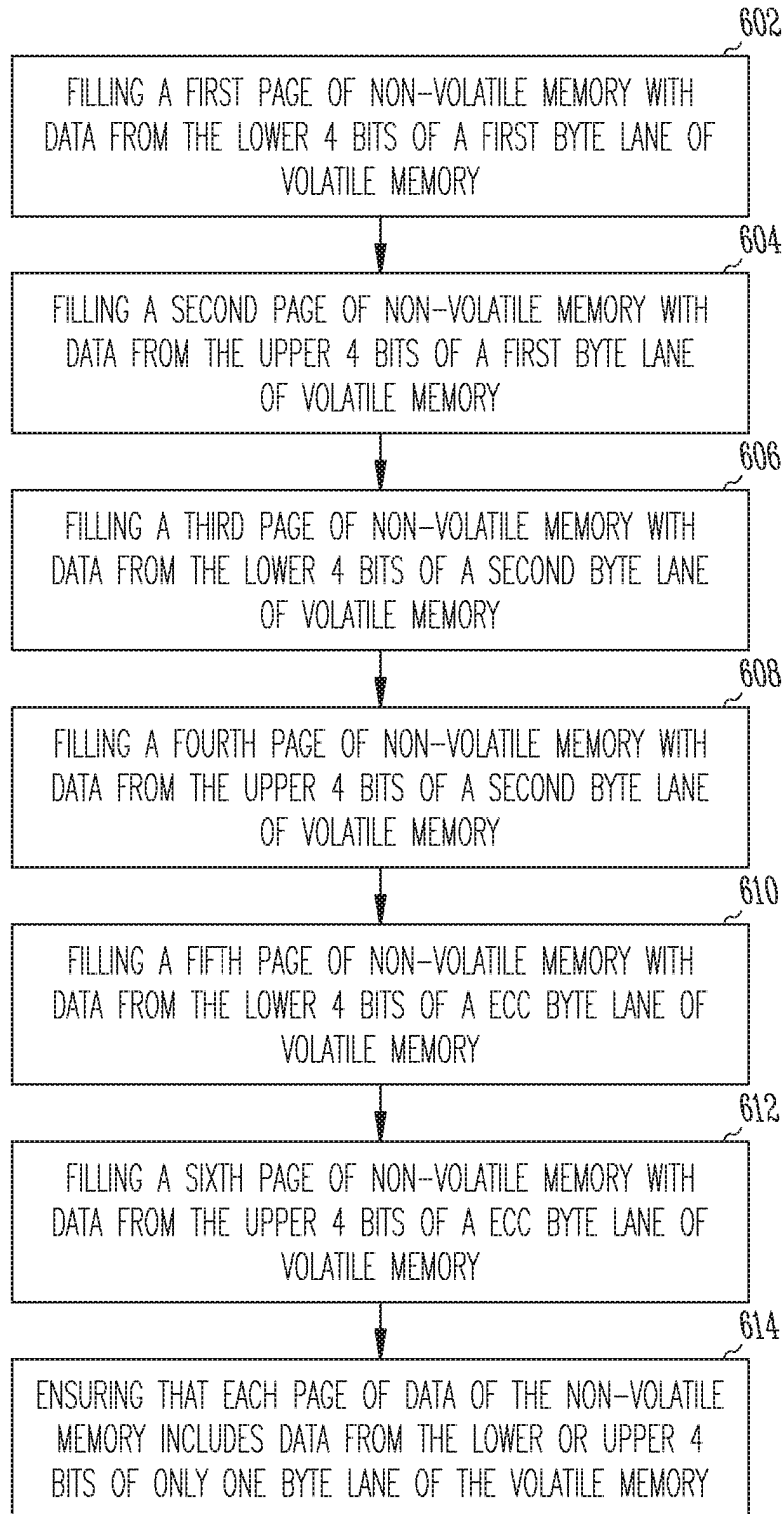 602
FILLING A FIRST PAGE OF NON-VOLATILE MEMORY WITH
DATA FROM THE LOWER 4 BITS OF A FIRST BYTE LANE OF
VOLATILE MEMORY
604
FILLING A SECOND PAGE OF NON-VOLATILE MEMORY WITH
DATA FROM THE UPPER 4 BITS OF A FIRST BYTE LANE
OF VOLATILE MEMORY
606
FILLING A THIRD PAGE OF NON-VOLATILE MEMORY WITH
DATA FROM THE LOWER 4 BITS OF A SECOND BYTE LANE
OF VOLATILE MEMORY
608
FILLING A FOURTH PAGE OF NON-VOLATILE MEMORY WITH
DATA FROM THE UPPER 4 BITS OF A SECOND BYTE LANE
OF VOLATILE MEMORY
610
FILLING A FIFTH PAGE OF NON-VOLATILE MEMORY WITH
DATA FROM THE LOWER 4 BITS OF A ECC BYTE LANE OF
VOLATILE MEMORY
612
FILLING A SIXTH PAGE OF NON-VOLATILE MEMORY WITH
DATA FROM THE UPPER 4 BITS OF A ECC BYTE LANE OF
VOLATILE MEMORY
614
ENSURING THAT EACH PAGE OF DATA OF THE NON-VOLATILE
MEMORY INCLUDES DATA FROM THE LOWER OR UPPER 4
BITS OF ONLY ONE BYTE LANE OF THE VOLATILE MEMORY